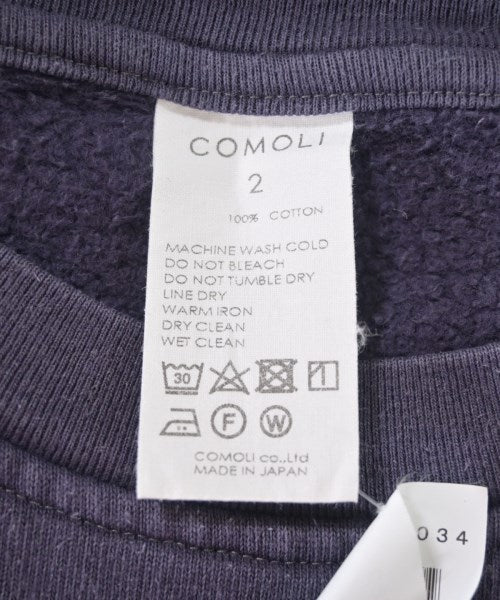 COMOLI
2
100% COTTON
MACHINE WASH COLD
DO NOT BLEACH
DO NOT TUMBLE DRY
LINE DRY
WARM IRON
DRY CLEAN
WET CLEAN
30
F W
COMOLI co.,Ltd
MADE IN JAPAN
034